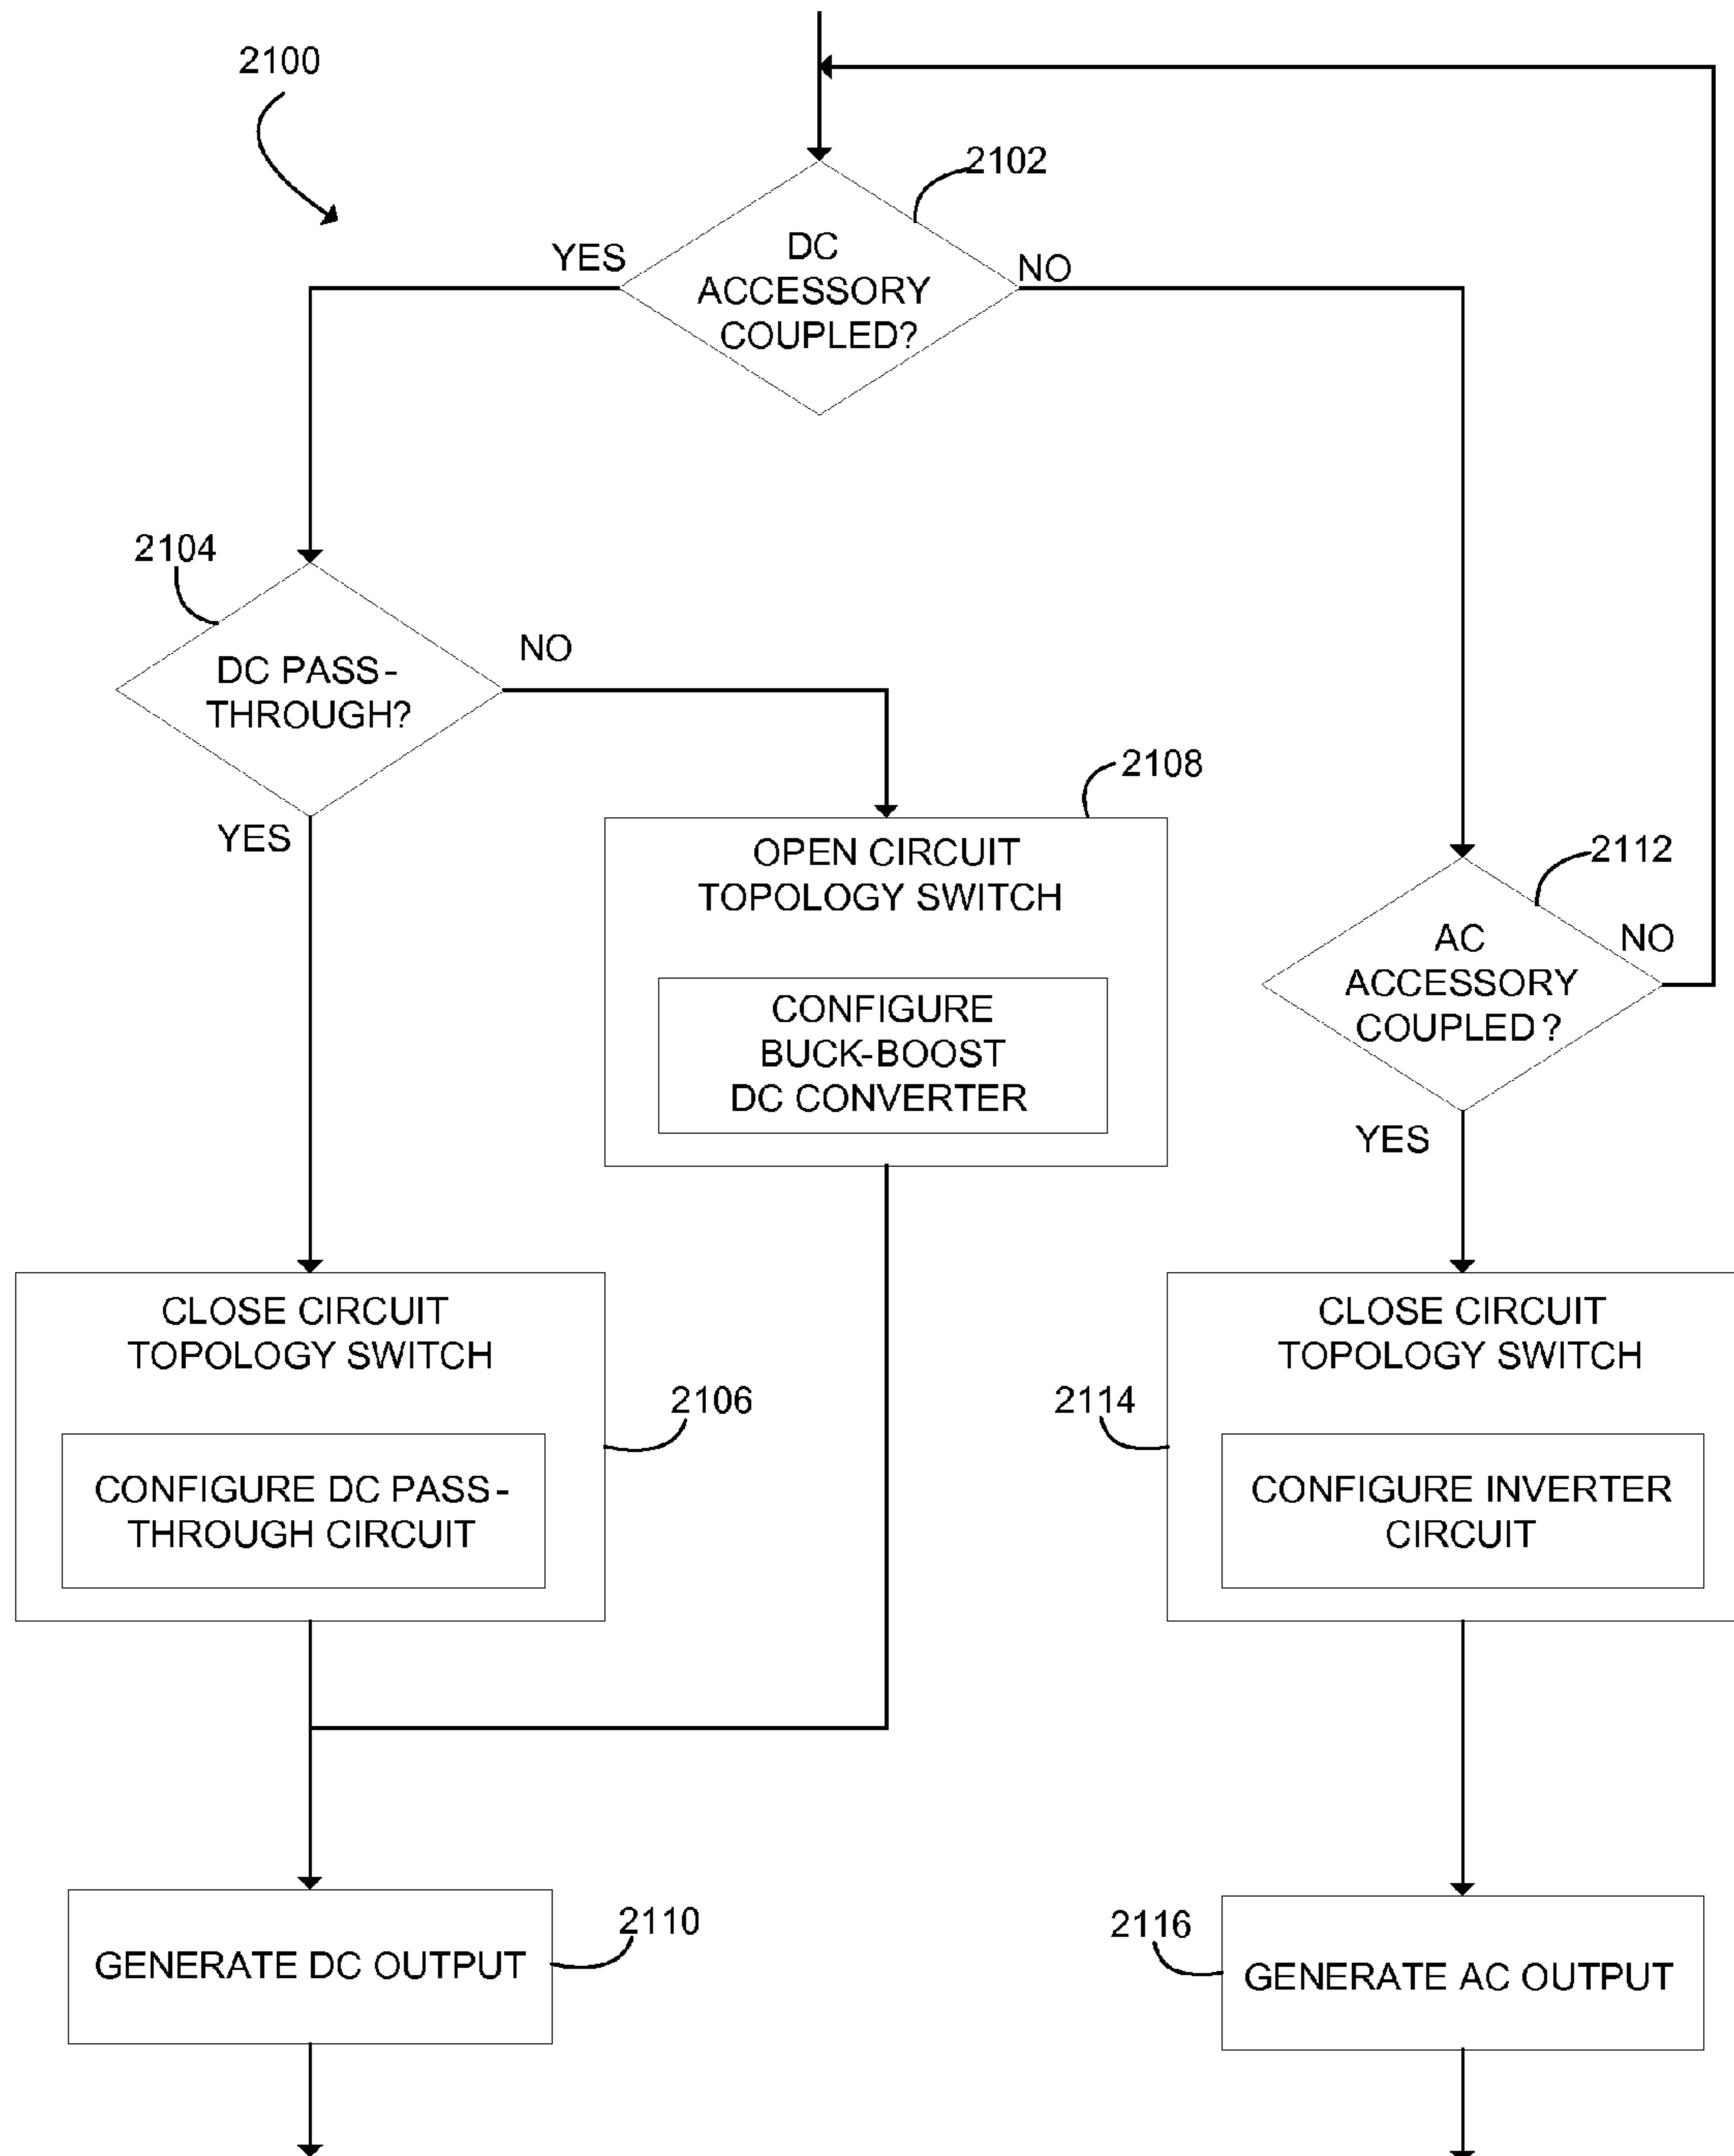 2100
2102
DC
ACCESSORY
COUPLED?
YES
NO
2104
DC PASS-
THROUGH?
NO
YES
2108
OPEN CIRCUIT
TOPOLOGY SWITCH
CONFIGURE
BUCK-BOOST
DC CONVERTER
2112
AC
ACCESSORY
COUPLED?
NO
YES
CLOSE CIRCUIT
TOPOLOGY SWITCH
2106
CONFIGURE DC PASS-
THROUGH CIRCUIT
CLOSE CIRCUIT
TOPOLOGY SWITCH
2114
CONFIGURE INVERTER
CIRCUIT
GENERATE DC OUTPUT
2110
2116
GENERATE AC OUTPUT